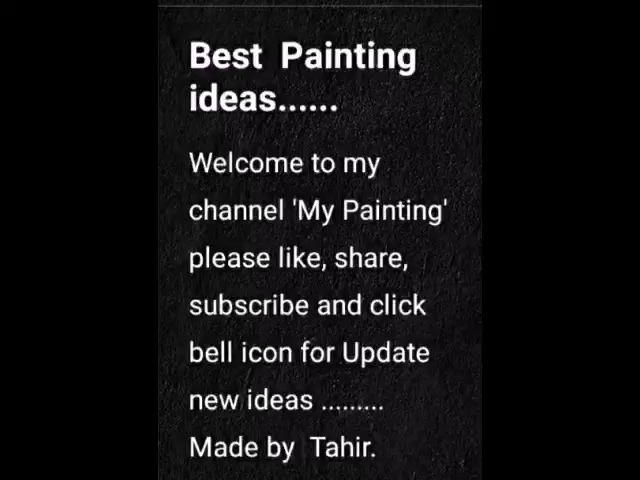 Best Painting
ideas......
Welcome to my
channel 'My Painting'
please like, share,
subscribe and click
bell icon for Update
new ideas .........
Made by Tahir.